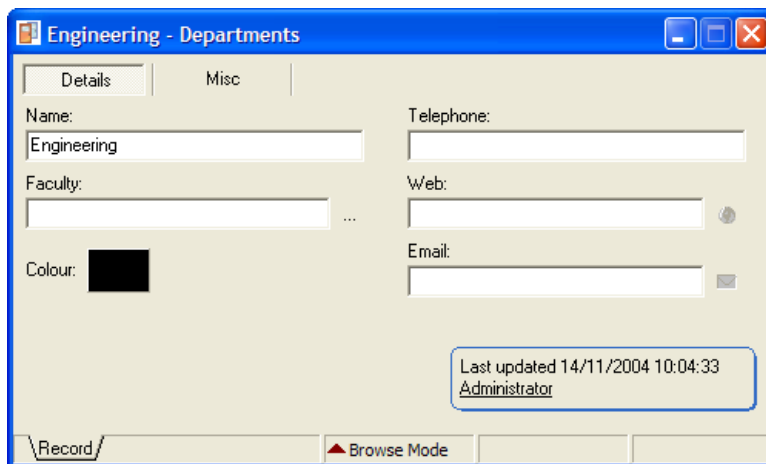 Engineering - Departments
Details Misc
Name:
Engineering
Telephone:
Faculty:
...
Web:
Colour:
Email:
Last updated 14/11/2004 10:04:33
Administrator
Record
Browse Mode